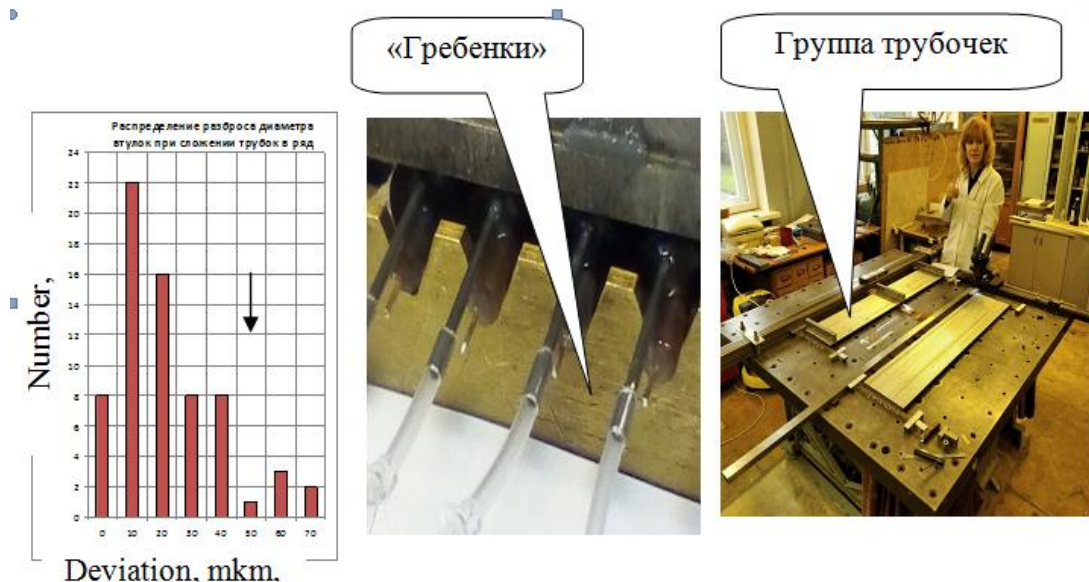 «Гребенки»
Группа трубочек
Распределение разброса диаметра
втулок при сложении трубок в ряд
24
22
20
18
16
14
12
10
8
6
4
2
0
0 10 20 30 40 50 60 70
Number,
Deviation, mkm,